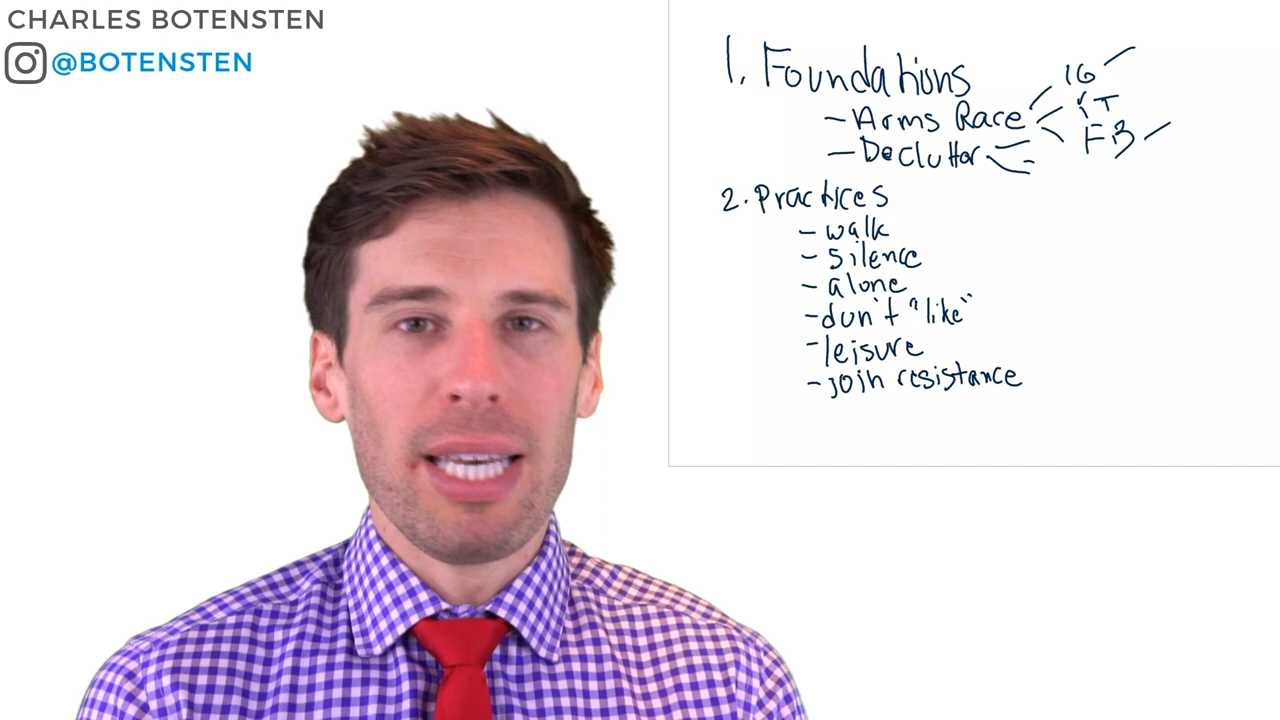 CHARLES BOTENSTEN
@BOTENSTEN
1. Foundations
- Arms Race IG
YT
FB
- Declutter
2. Practices
- walk
- silence
- alone
- don't "like"
- leisure
- join resistance